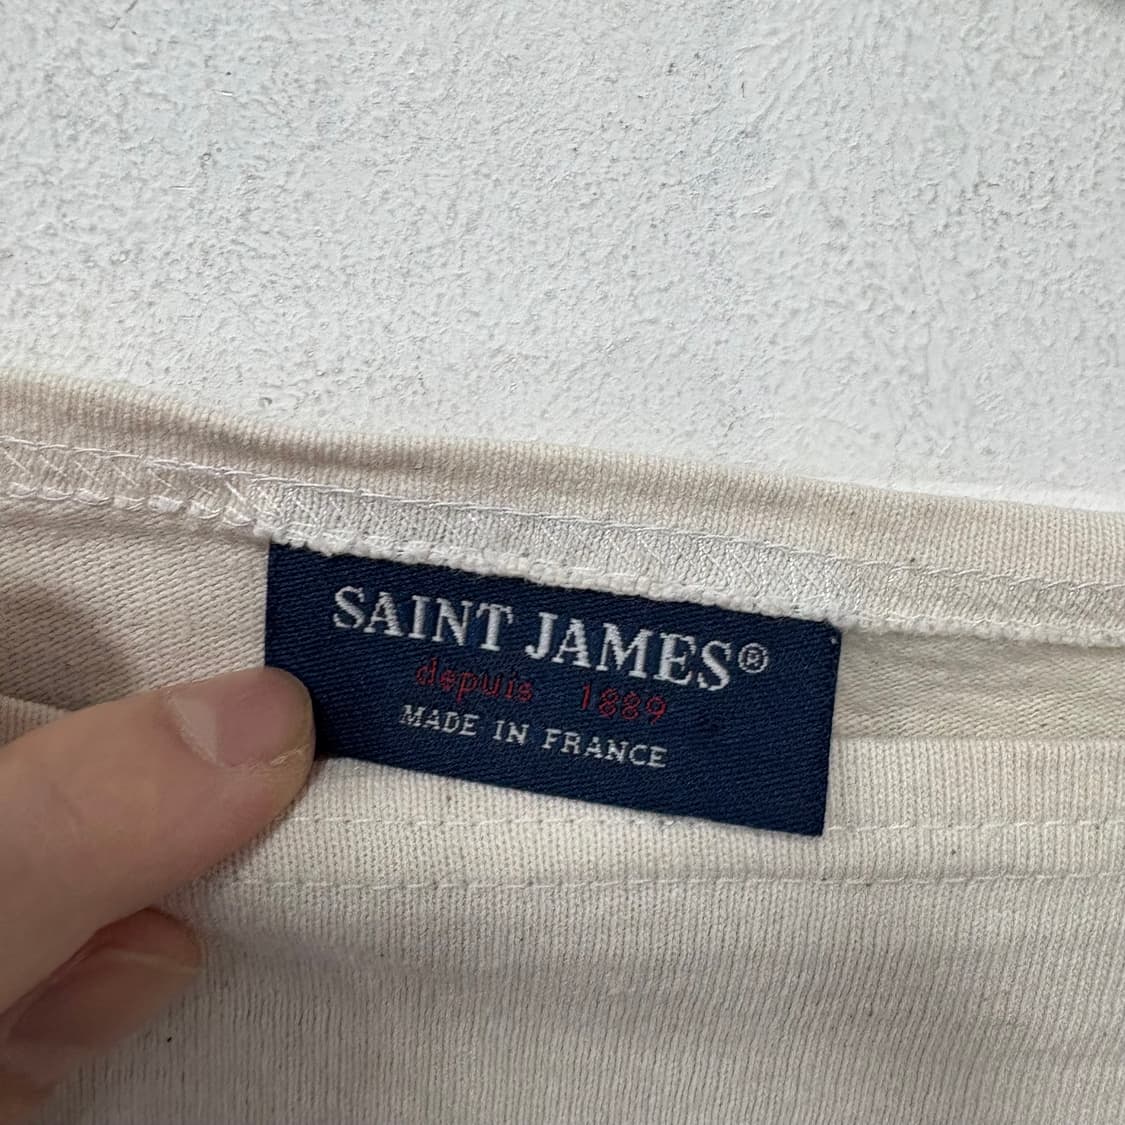 SAINT JAMES®
depuis 1889
MADE IN FRANCE